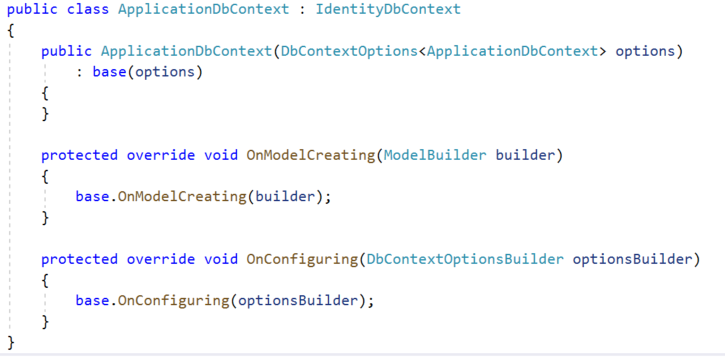 public class ApplicationDbContext : IdentityDbContext
{
    public ApplicationDbContext(DbContextOptions<ApplicationDbContext> options)
        : base(options)
    {
    }

    protected override void OnModelCreating(ModelBuilder builder)
    {
        base.OnModelCreating(builder);
    }

    protected override void OnConfiguring(DbContextOptionsBuilder optionsBuilder)
    {
        base.OnConfiguring(optionsBuilder);
    }
}